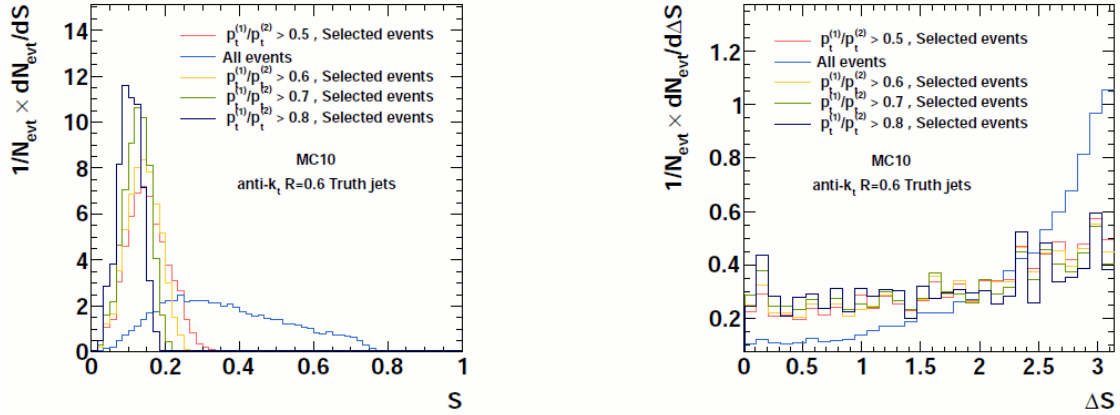 1/N_evt × dN_evt/dS
14
12
10
8
6
4
2
0
p_t^(1)/p_t^(2) > 0.5 , Selected events
All events
p_t^(1)/p_t^(2) > 0.6 , Selected events
p_t^(1)/p_t^(2) > 0.7 , Selected events
p_t^(1)/p_t^(2) > 0.8 , Selected events
MC10
anti-k_t R=0.6 Truth jets
0 0.2 0.4 0.6 0.8 1
S
1/N_evt × dN_evt/dΔS
1.2
1
0.8
0.6
0.4
0.2
p_t^(1)/p_t^(2) > 0.5 , Selected events
All events
p_t^(1)/p_t^(2) > 0.6 , Selected events
p_t^(1)/p_t^(2) > 0.7 , Selected events
p_t^(1)/p_t^(2) > 0.8 , Selected events
MC10
anti-k_t R=0.6 Truth jets
0 0.5 1 1.5 2 2.5 3
ΔS